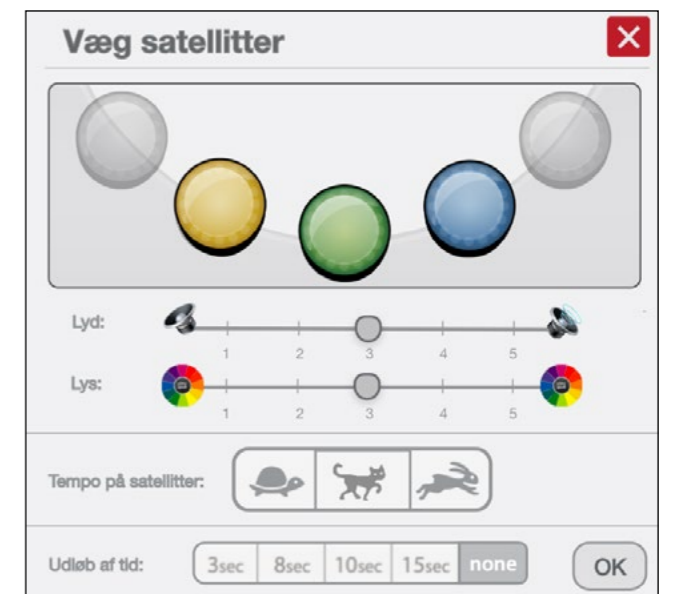 Væg satellitter
Lyd:
1 2 3 4 5
Lys:
1 2 3 4 5
Tempo på satellitter:
Udløb af tid: 3sec 8sec 10sec 15sec none OK